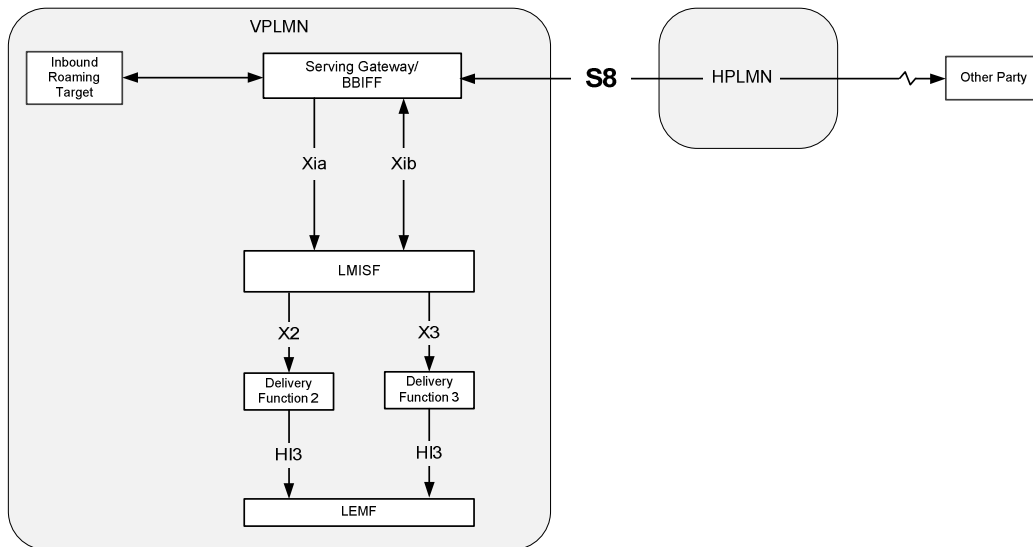 VPLMN
Inbound
Roaming
Target
Serving Gateway/
BBIFF
S8
HPLMN
Other Party
Xia
Xib
LMISF
X2
X3
Delivery
Function 2
Delivery
Function 3
HI3
HI3
LEMF